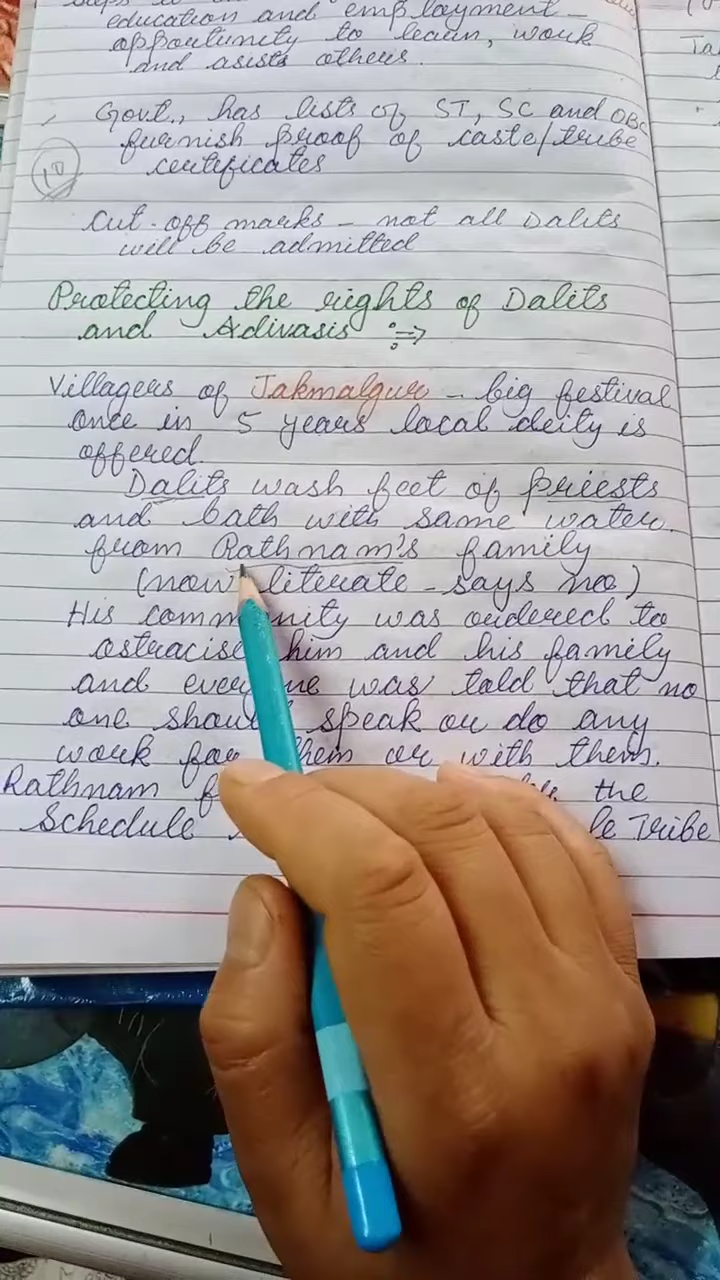 education and employment -
opportunity to learn, work
and asists others.
Govt., has lists of ST, SC and OBC
furnish proof of caste/tribe
certificates
10
cut-off marks - not all Dalits
will be admitted
Protecting the rights of Dalits
and Adivasis :⇒
Villagers of Jakmalgur - big festival
once in 5 years local deity is
offered.
Dalits wash feet of priests
and bath with same water.
from Rathnam's family
(now literate - says no)
His community was ordered to
ostracise him and his family
and everyone was told that no
one should speak or do any
work for them or with them.
Rathnam the
Schedule le Tribe